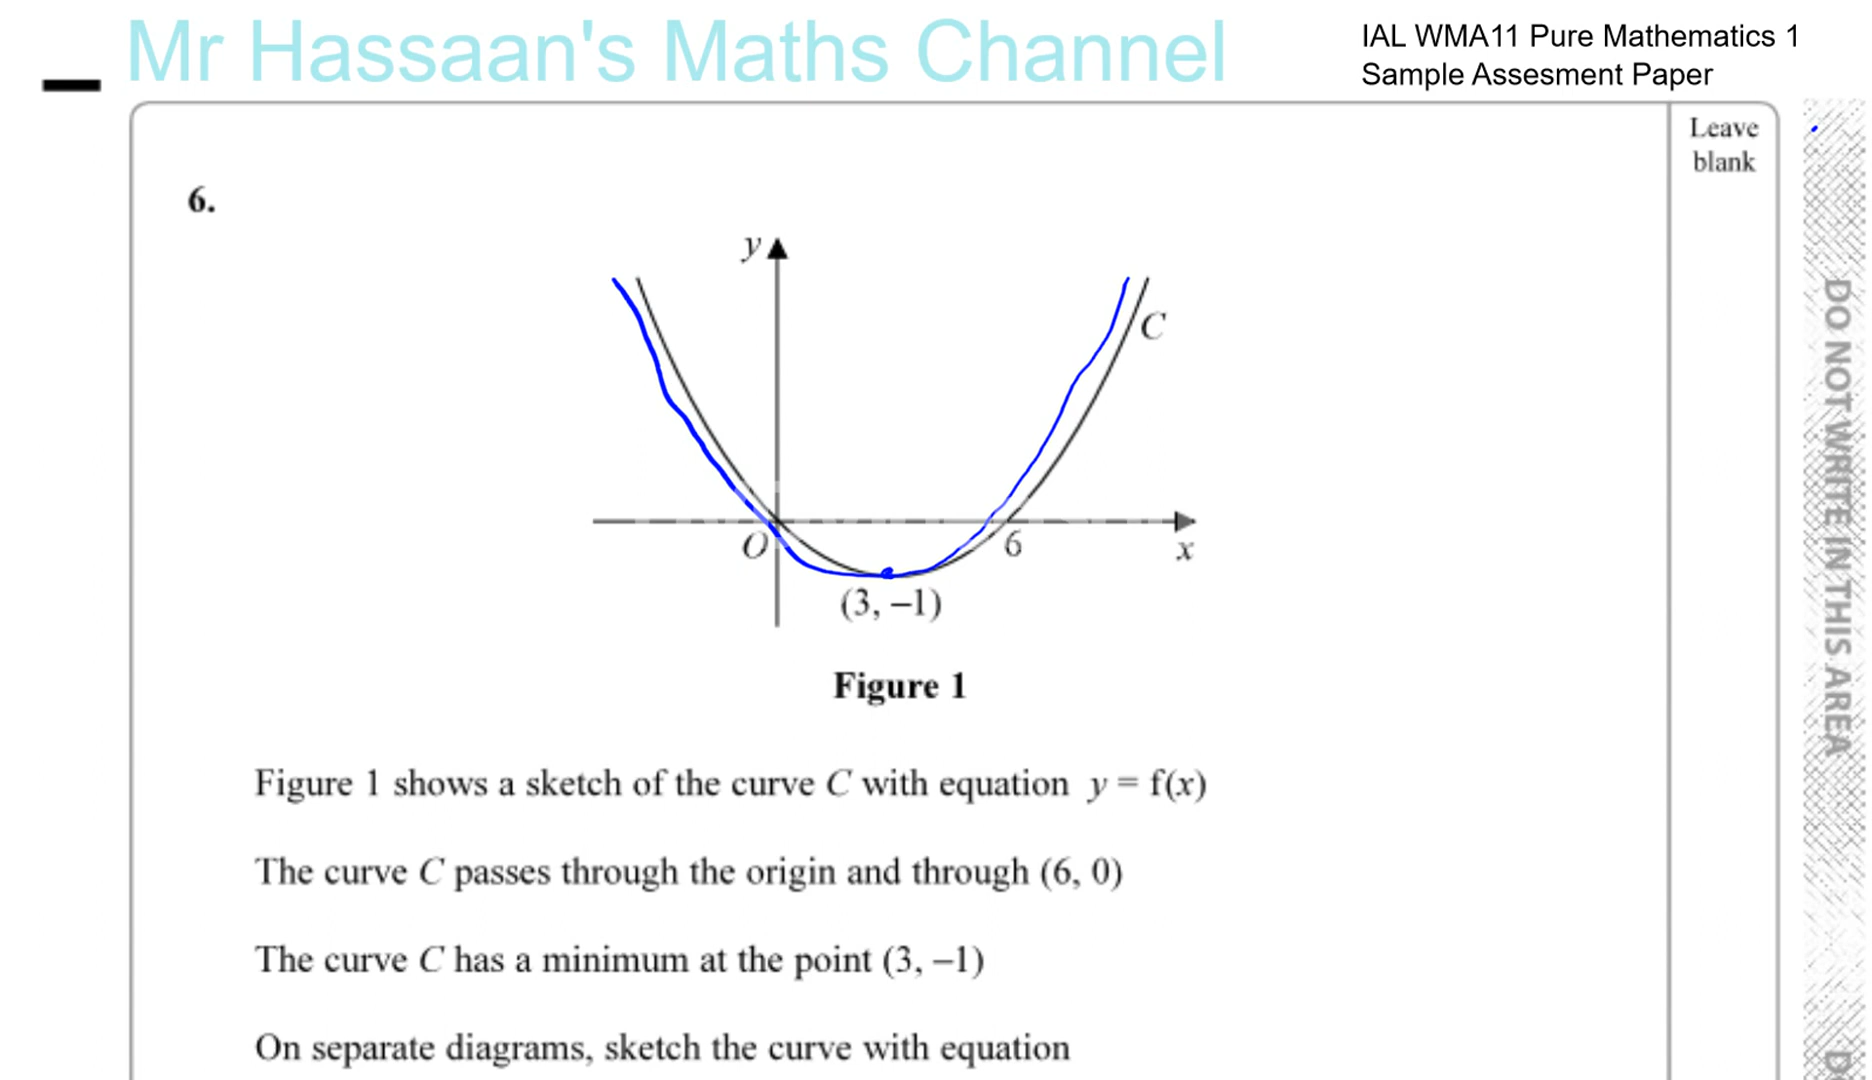 Mr Hassaan's Maths Channel
IAL WMA11 Pure Mathematics 1
Sample Assesment Paper
Leave
blank
6.
y
C
O
6
x
(3, –1)
Figure 1
Figure 1 shows a sketch of the curve C with equation y = f(x)
The curve C passes through the origin and through (6, 0)
The curve C has a minimum at the point (3, –1)
On separate diagrams, sketch the curve with equation
DO NOT WRITE IN THIS AREA